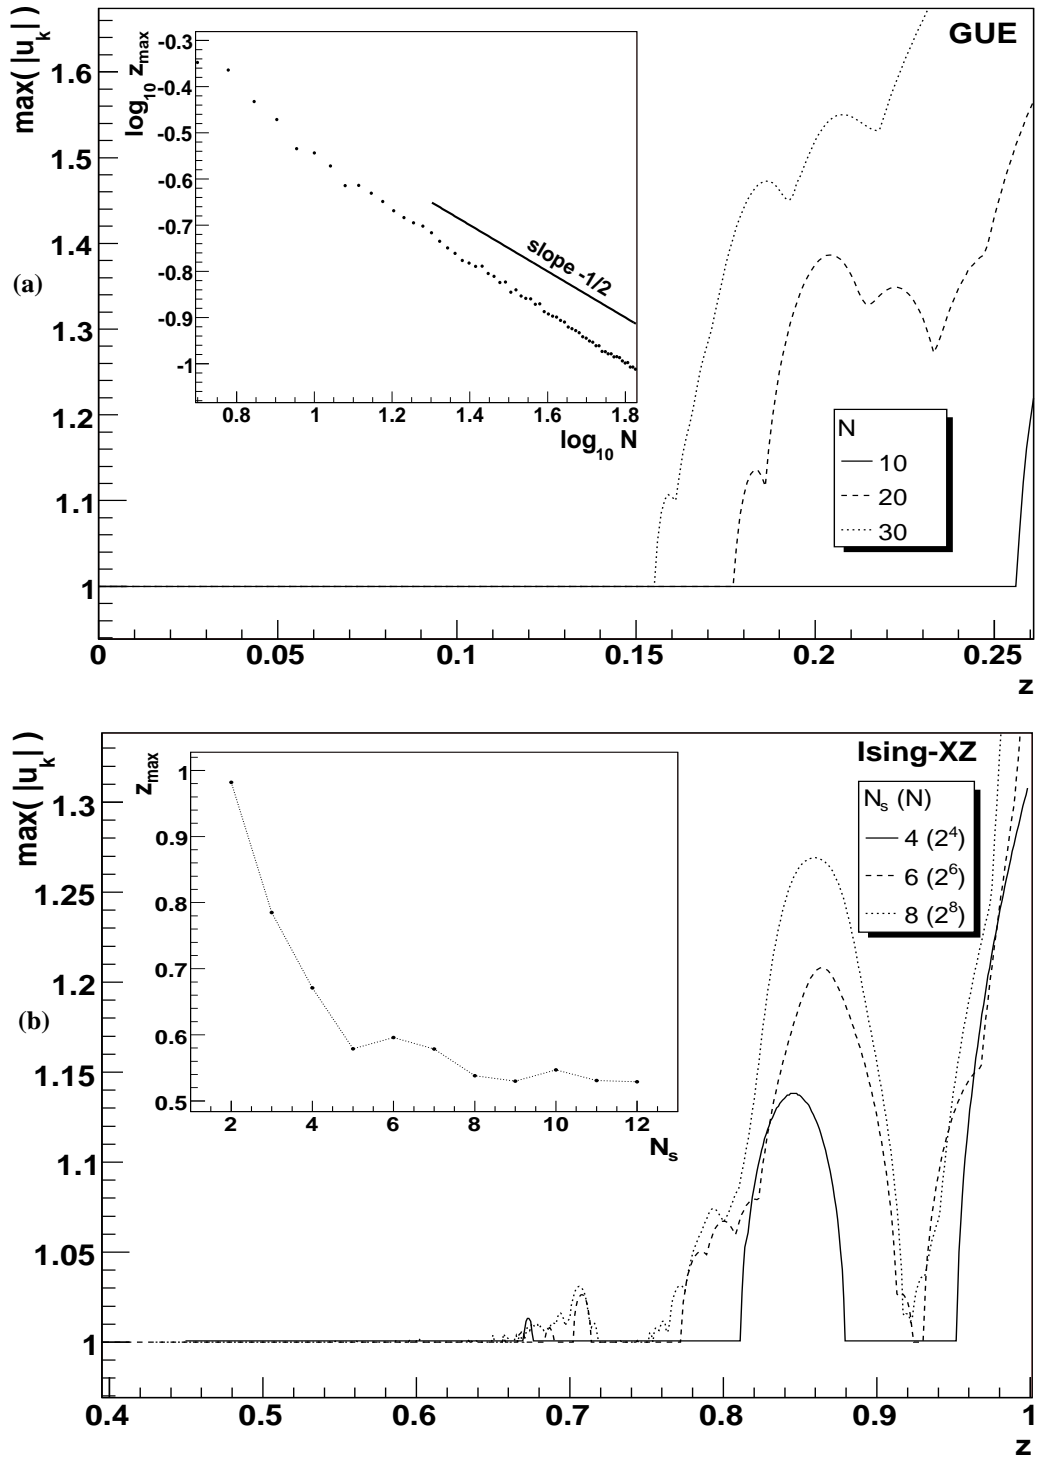 max( |u_k| )
1.6
1.5
1.4
1.3
1.2
1.1
1
(a)
GUE
log_10 z_max
-0.3
-0.4
-0.5
-0.6
-0.7
-0.8
-0.9
-1
slope -1/2
0.8 1 1.2 1.4 1.6 1.8
log_10 N
N
10
20
30
0 0.05 0.1 0.15 0.2 0.25
z
max( |u_k| )
1.3
1.25
1.2
1.15
1.1
1.05
1
(b)
Ising-XZ
z_max
1
0.9
0.8
0.7
0.6
0.5
2 4 6 8 10 12
N_s
N_s (N)
4 (2^4)
6 (2^6)
8 (2^8)
0.4 0.5 0.6 0.7 0.8 0.9 1
z